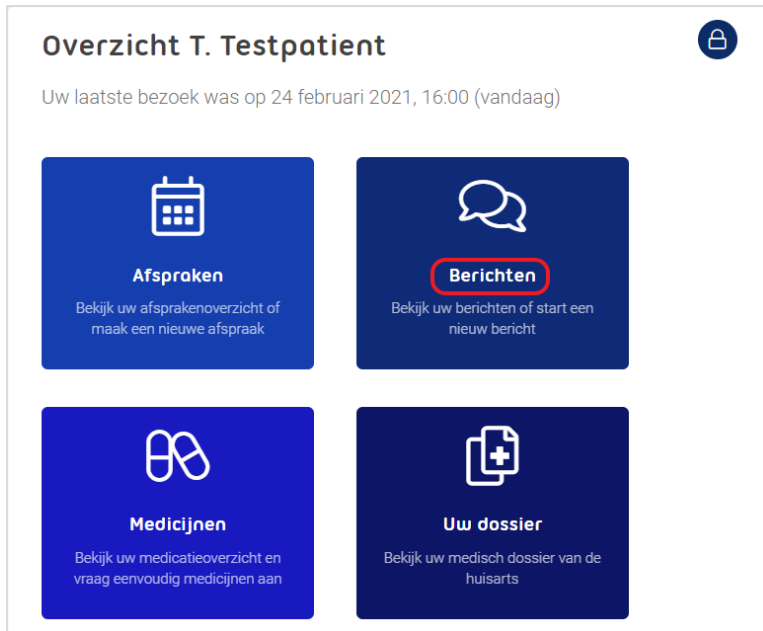 Overzicht T. Testpatient
Uw laatste bezoek was op 24 februari 2021, 16:00 (vandaag)
Afspraken
Bekijk uw afsprakenoverzicht of
maak een nieuwe afspraak
Berichten
Bekijk uw berichten of start een
nieuw bericht
Medicijnen
Bekijk uw medicatieoverzicht en
vraag eenvoudig medicijnen aan
Uw dossier
Bekijk uw medisch dossier van de
huisarts